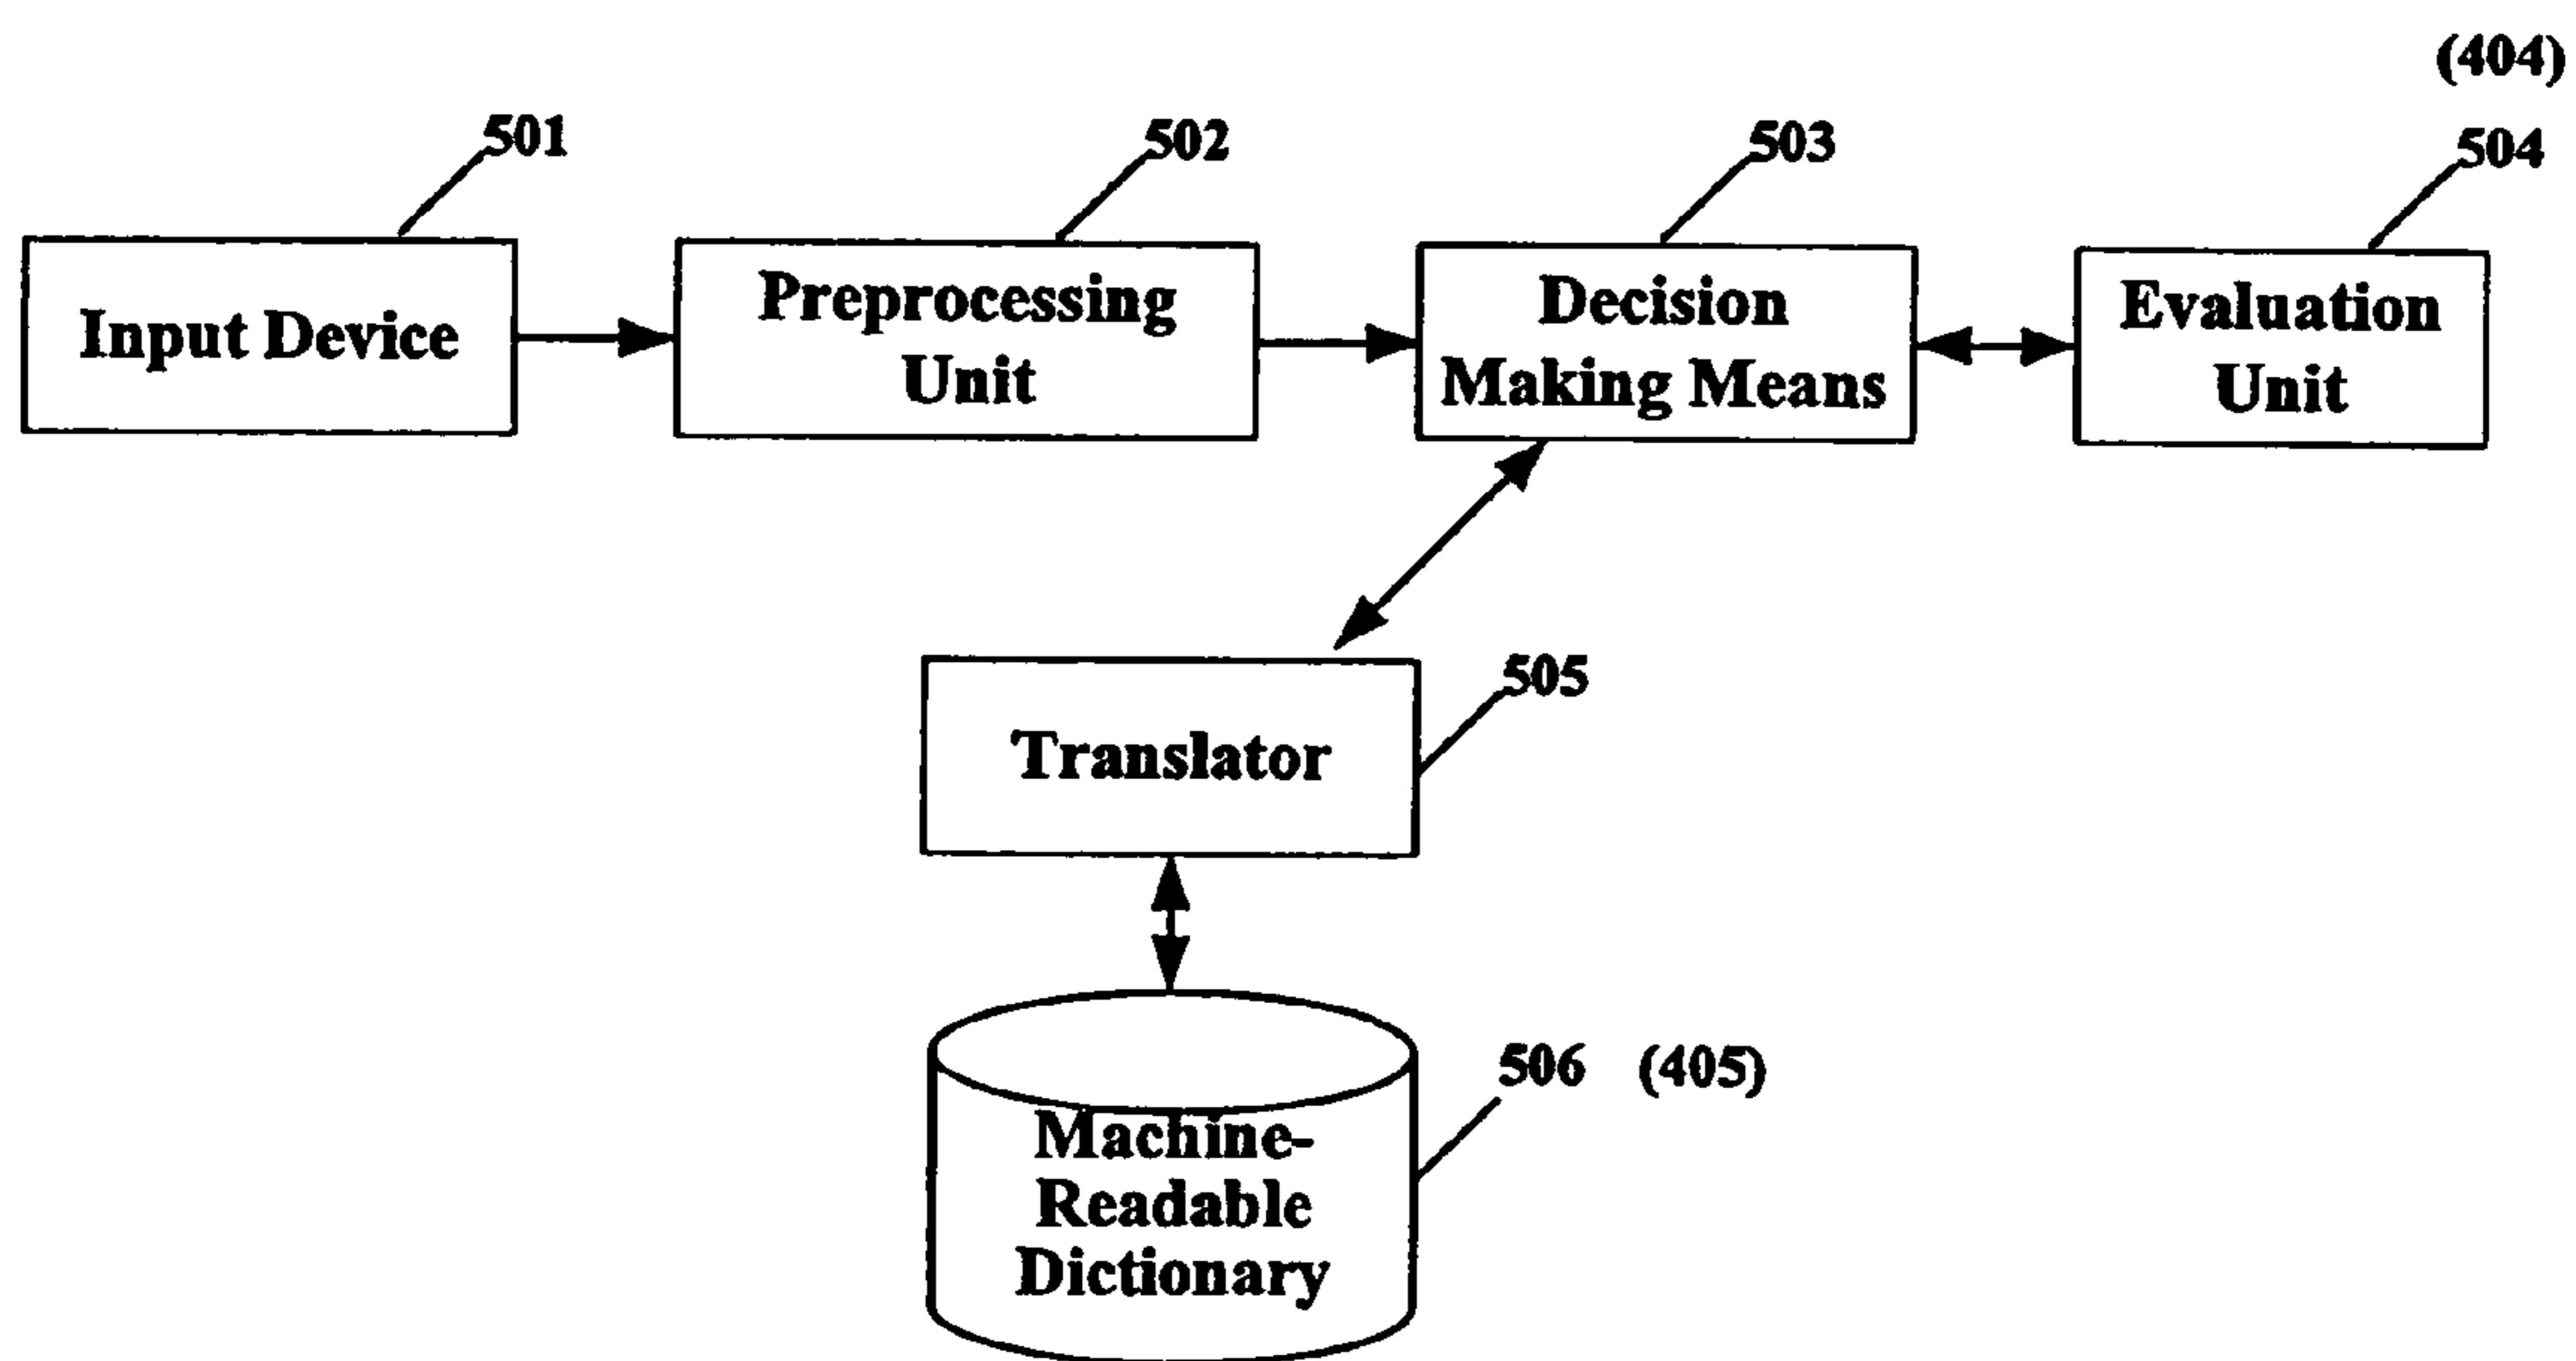 (404)
501
502
503
504
Input Device
Preprocessing
Unit
Decision
Making Means
Evaluation
Unit
505
Translator
506 (405)
Machine-
Readable
Dictionary